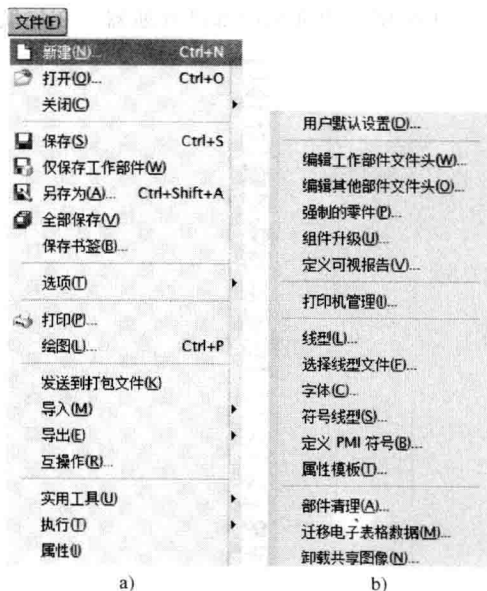 文件(F)
新建(N)... Ctrl+N
打开(O)... Ctrl+O
关闭(C)
保存(S) Ctrl+S
仅保存工作部件(W)
另存为(A)... Ctrl+Shift+A
全部保存(V)
保存书签(B)...
选项(T)
打印(P)...
绘图(L)... Ctrl+P
发送到打包文件(K)
导入(M)
导出(E)
互操作(R)...
实用工具(U)
执行(T)
属性(I)
a)
用户默认设置(D)...
编辑工作部件文件头(W)...
编辑其他部件文件头(O)...
强制的零件(P)...
组件升级(U)...
定义可视报告(V)...
打印机管理(I)...
线型(L)...
选择线型文件(F)...
字体(C)...
符号线型(S)...
定义 PMI 符号(B)...
属性模板(T)...
部件清理(A)...
迁移电子表格数据(M)...
卸载共享图像(N)...
b)